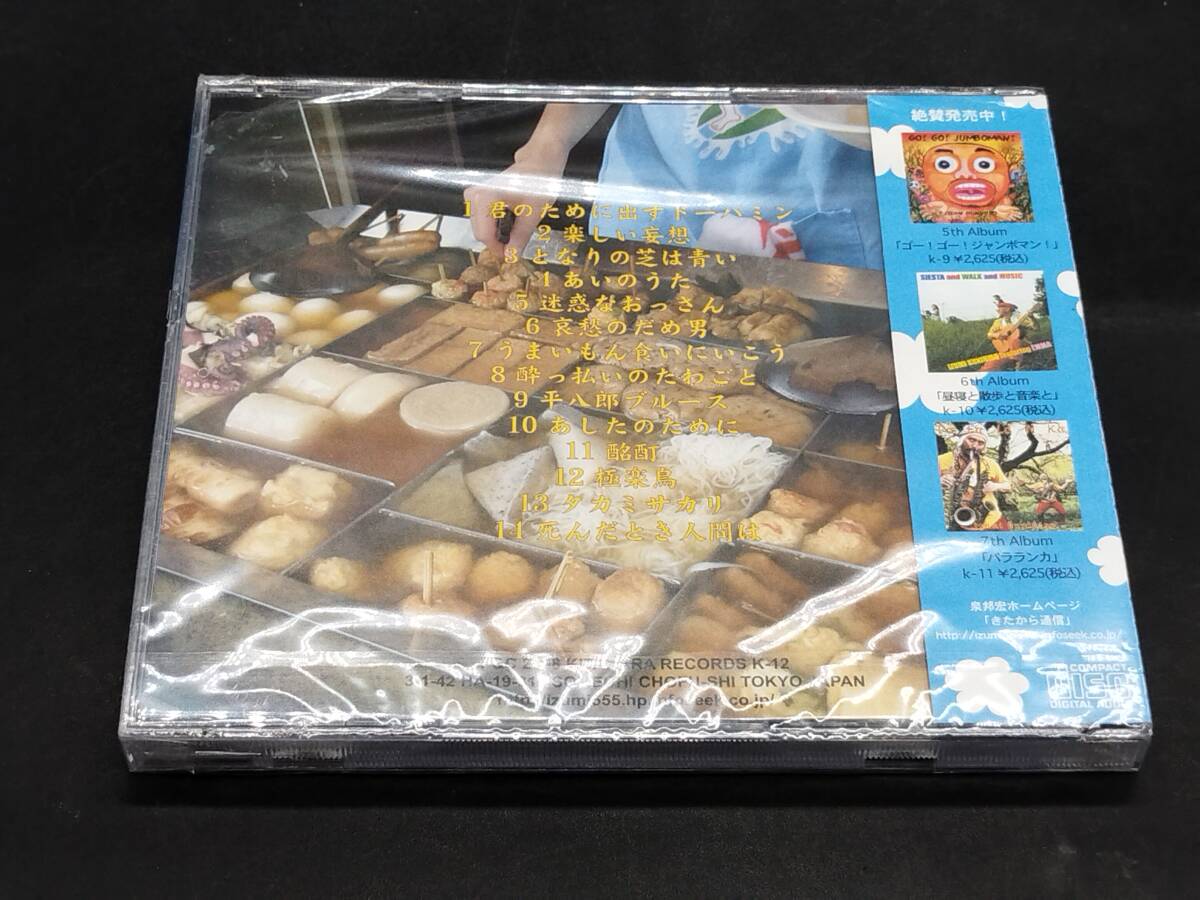 1 君のために出すドーパミン
2 楽しい妄想
3 となりの芝は青い
4 あいのうた
5 迷惑なおっさん
6 哀愁のだめ男
7 うまいもん食いにいこう
8 酔っ払いのたわごと
9 平八郎ブルース
10 あしたのために
11 酩酊
12 極楽鳥
13 タカミサカリ
14 死んだとき人間は
RECORDS K-12
CHOFU-SHI TOKYO JAPAN
絶賛発売中！
GO! GO! JUMBOMAN!
5th Album
「ゴー！ゴー！ジャンボマン！」
k-9 ¥2,625(税込)
SIESTA and WALK and MUSIC
6th Album
「昼寝と散歩と音楽と」
k-10 ¥2,625(税込)
7th Album
「パラランカ」
k-11 ¥2,625(税込)
泉邦宏ホームページ
「きたから通信」
COMPACT
DISC
DIGITAL AUDIO